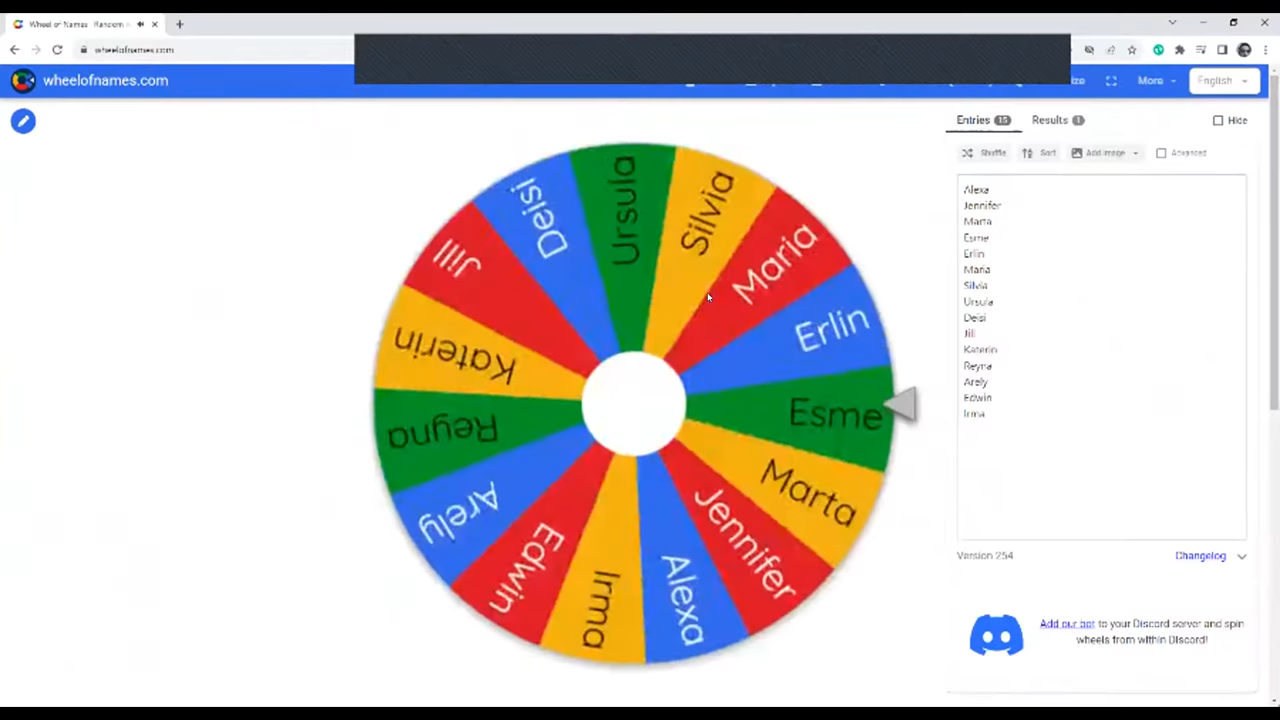 Wheel of Names - Random
wheelofnames.com
wheelofnames.com
ize
More
English
Entries 15
Results 1
Hide
Shuffle
Sort
Add image
Advanced
Alexa
Jennifer
Marta
Esme
Erlin
Maria
Silvia
Ursula
Deisi
Jill
Katerin
Reyna
Arely
Edwin
Irma
Ursula
Silvia
Maria
Erlin
Esme
Marta
Jennifer
Alexa
Irma
Edwin
Arely
Reyna
Katerin
Jill
Deisi
Version 254
Changelog
Add our bot to your Discord server and spin
wheels from within Discord!